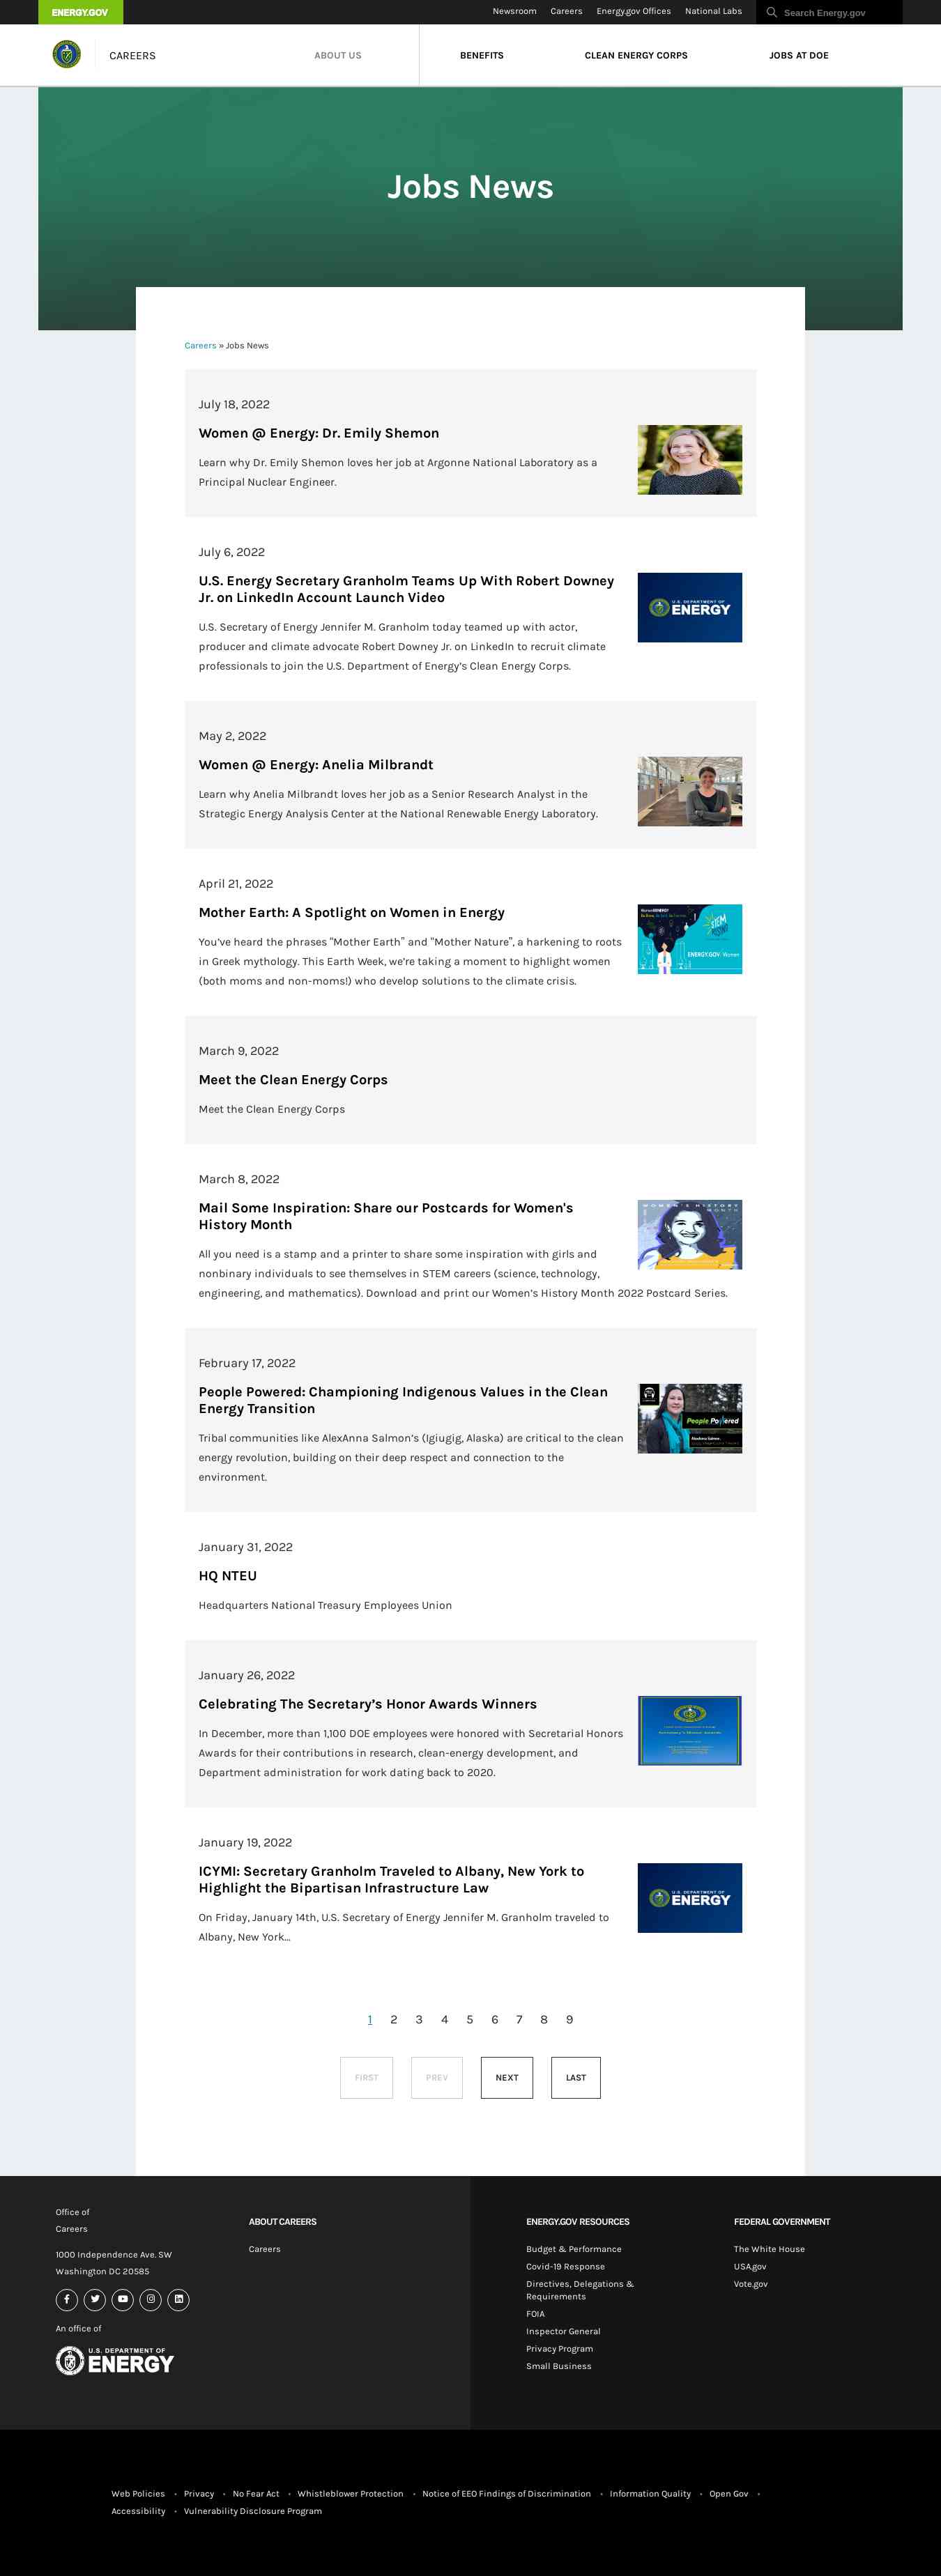 ENERGY.GOV
Newsroom Careers Energy.gov Offices National Labs Search Energy.gov
CAREERS ABOUT US BENEFITS CLEAN ENERGY CORPS JOBS AT DOE
Jobs News
Careers » Jobs News
July 18, 2022
Women @ Energy: Dr. Emily Shemon
Learn why Dr. Emily Shemon loves her job at Argonne National Laboratory as a
Principal Nuclear Engineer.
July 6, 2022
U.S. Energy Secretary Granholm Teams Up With Robert Downey
Jr. on LinkedIn Account Launch Video
U.S. DEPARTMENT OF
ENERGY
U.S. Secretary of Energy Jennifer M. Granholm today teamed up with actor,
producer and climate advocate Robert Downey Jr. on LinkedIn to recruit climate
professionals to join the U.S. Department of Energy's Clean Energy Corps.
May 2, 2022
Women @ Energy: Anelia Milbrandt
Learn why Anelia Milbrandt loves her job as a Senior Research Analyst in the
Strategic Energy Analysis Center at the National Renewable Energy Laboratory.
April 21, 2022
Mother Earth: A Spotlight on Women in Energy
STEM
ENERGY.GOV Women
You've heard the phrases "Mother Earth" and "Mother Nature", a harkening to roots
in Greek mythology. This Earth Week, we're taking a moment to highlight women
(both moms and non-moms!) who develop solutions to the climate crisis.
March 9, 2022
Meet the Clean Energy Corps
Meet the Clean Energy Corps
March 8, 2022
Mail Some Inspiration: Share our Postcards for Women's
History Month
WOMEN'S HISTORY
MONTH
All you need is a stamp and a printer to share some inspiration with girls and
nonbinary individuals to see themselves in STEM careers (science, technology,
engineering, and mathematics). Download and print our Women's History Month 2022 Postcard Series.
February 17, 2022
People Powered: Championing Indigenous Values in the Clean
Energy Transition
People Powered
Tribal communities like AlexAnna Salmon's (Igiugig, Alaska) are critical to the clean
energy revolution, building on their deep respect and connection to the
environment.
January 31, 2022
HQ NTEU
Headquarters National Treasury Employees Union
January 26, 2022
Celebrating The Secretary's Honor Awards Winners
In December, more than 1,100 DOE employees were honored with Secretarial Honors
Awards for their contributions in research, clean-energy development, and
Department administration for work dating back to 2020.
January 19, 2022
ICYMI: Secretary Granholm Traveled to Albany, New York to
Highlight the Bipartisan Infrastructure Law
U.S. DEPARTMENT OF
ENERGY
On Friday, January 14th, U.S. Secretary of Energy Jennifer M. Granholm traveled to
Albany, New York...
1 2 3 4 5 6 7 8 9
FIRST PREV NEXT LAST
Office of
Careers
1000 Independence Ave. SW
Washington DC 20585
An office of
U.S. DEPARTMENT OF
ENERGY
ABOUT CAREERS
Careers
ENERGY.GOV RESOURCES
Budget & Performance
Covid-19 Response
Directives, Delegations &
Requirements
FOIA
Inspector General
Privacy Program
Small Business
FEDERAL GOVERNMENT
The White House
USA.gov
Vote.gov
Web Policies • Privacy • No Fear Act • Whistleblower Protection • Notice of EEO Findings of Discrimination • Information Quality • Open Gov •
Accessibility • Vulnerability Disclosure Program